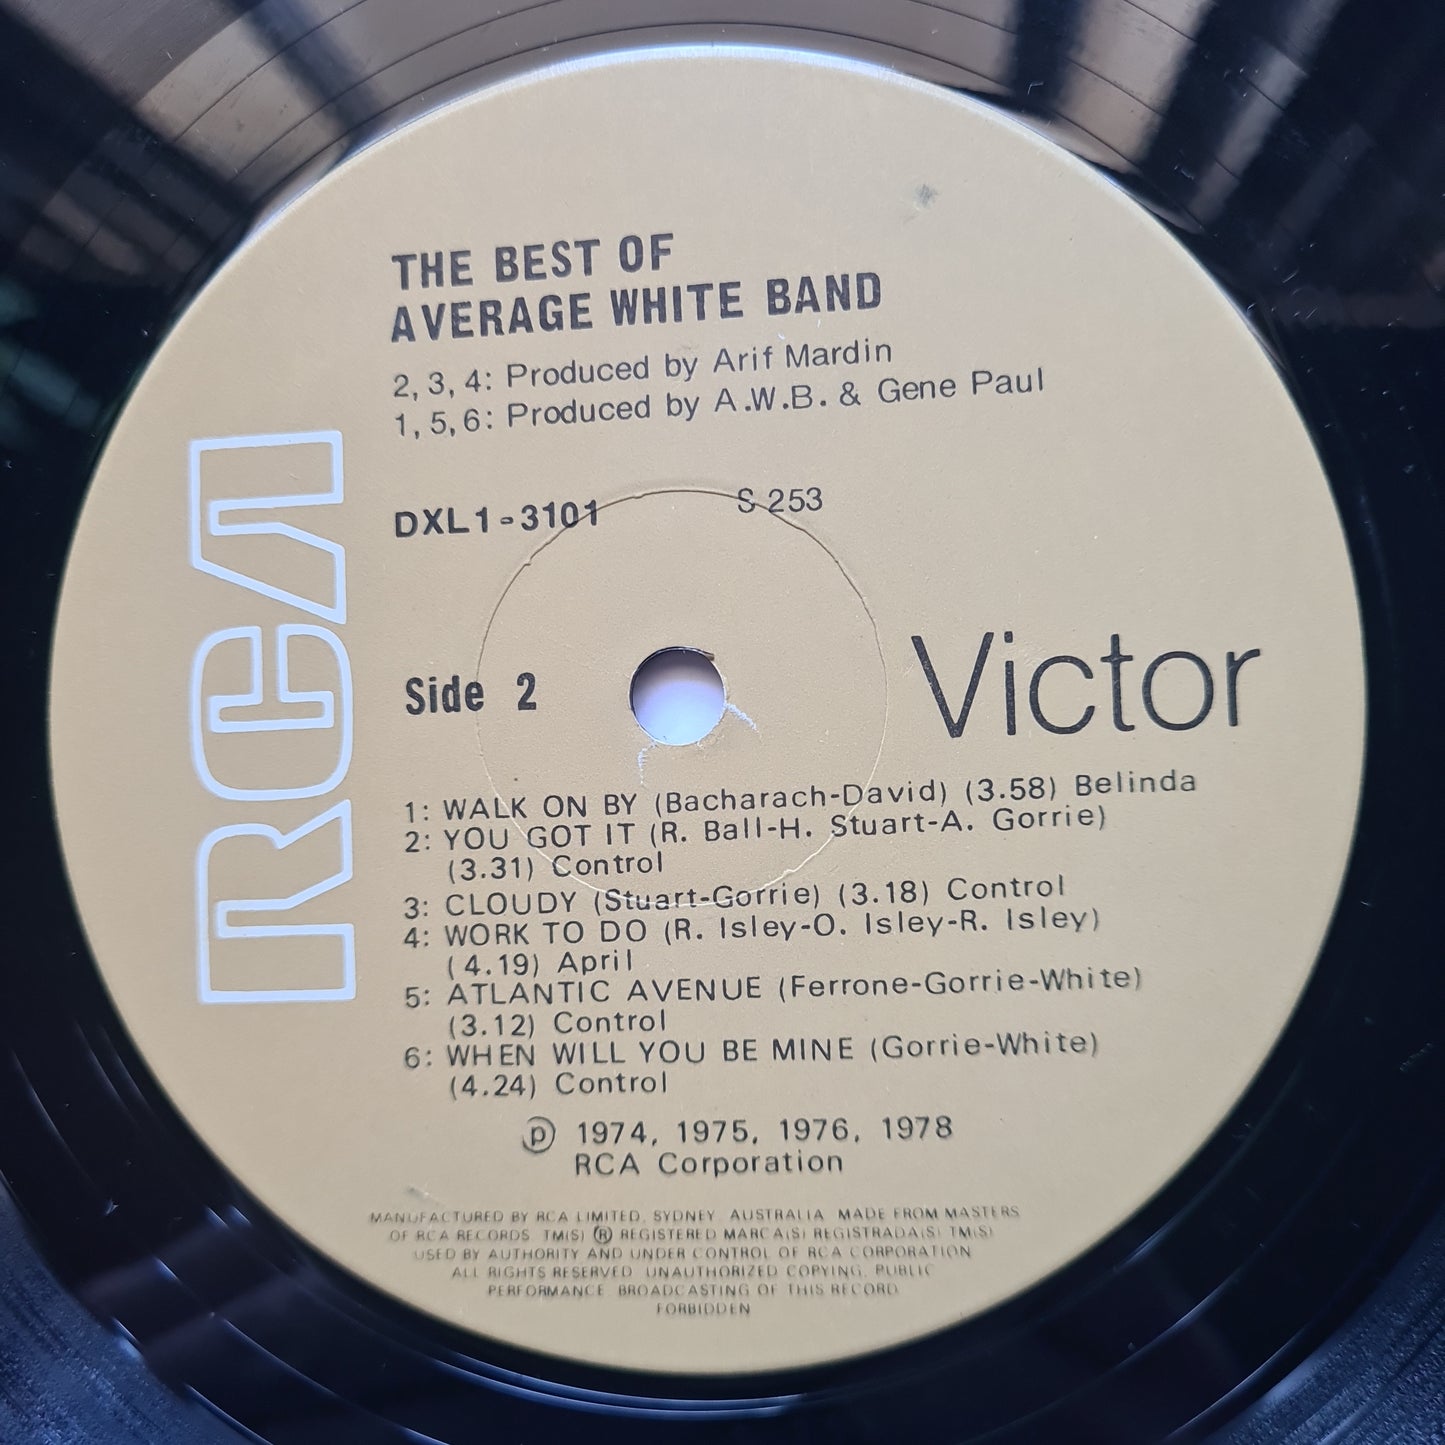 THE BEST OF
AVERAGE WHITE BAND
2, 3, 4: Produced by Arif Mardin
1, 5, 6: Produced by A.W.B. & Gene Paul
DXL1-3101 S 253
RCA
Side 2
Victor
1: WALK ON BY (Bacharach-David) (3.58) Belinda
2: YOU GOT IT (R. Ball-H. Stuart-A. Gorrie)
(3.31) Control
3: CLOUDY (Stuart-Gorrie) (3.18) Control
4: WORK TO DO (R. Isley-O. Isley-R. Isley)
(4.19) April
5: ATLANTIC AVENUE (Ferrone-Gorrie-White)
(3.12) Control
6: WHEN WILL YOU BE MINE (Gorrie-White)
(4.24) Control
℗ 1974, 1975, 1976, 1978
RCA Corporation
MANUFACTURED BY RCA LIMITED, SYDNEY, AUSTRALIA. MADE FROM MASTERS
OF RCA RECORDS. TM(S) ® REGISTERED MARCA(S) REGISTRADA(S) TM(S)
USED BY AUTHORITY AND UNDER CONTROL OF RCA CORPORATION
ALL RIGHTS RESERVED. UNAUTHORIZED COPYING, PUBLIC
PERFORMANCE, BROADCASTING OF THIS RECORD
FORBIDDEN